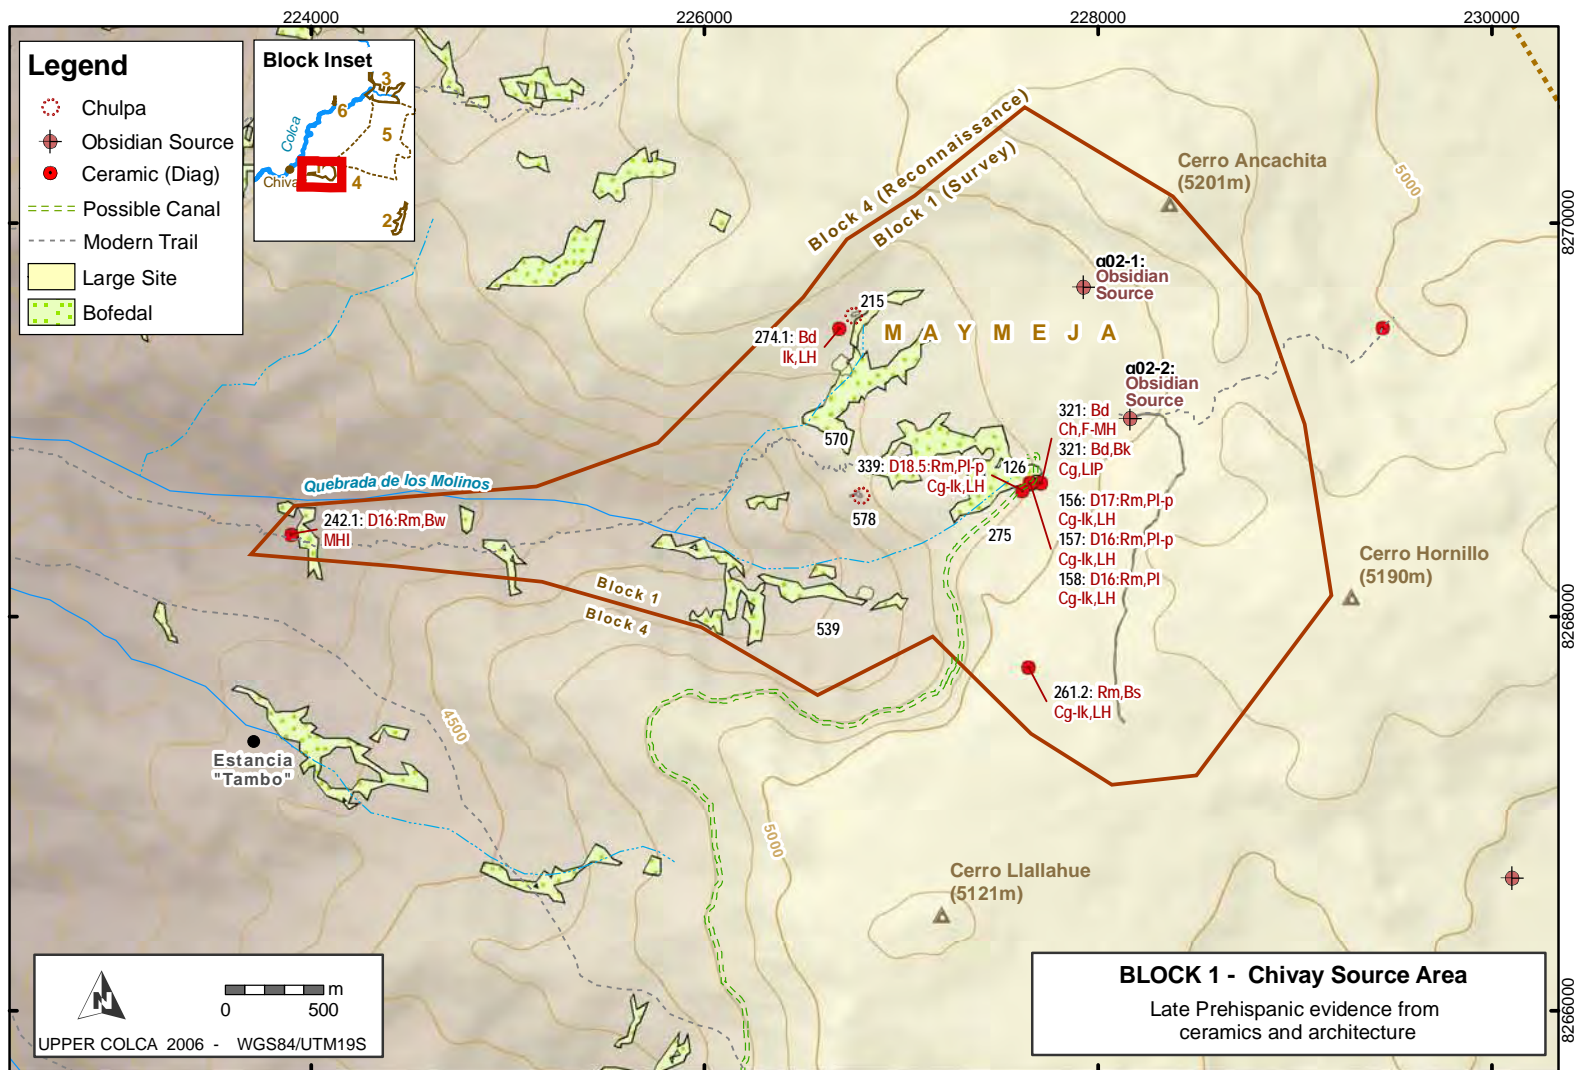 224000
226000
228000
230000
Legend
Chulpa
Obsidian Source
Ceramic (Diag)
Possible Canal
Modern Trail
Large Site
Bofedal
Block Inset
3
6
5
Colca
1
Chiva
4
2
Block 4 (Reconnaissance)
Block 1 (Survey)
Cerro Ancachita
(5201m)
5000
8270000
α02-1:
Obsidian
Source
215
274.1: Bd
Ik,LH
MAYMEJA
α02-2:
Obsidian
Source
321: Bd
Ch,F-MH
321: Bd,Bk
Cg,LIP
570
339: D18.5:Rm,Pl-p
Cg-Ik,LH
126
Quebrada de los Molinos
578
275
156: D17:Rm,Pl-p
Cg-Ik,LH
157: D16:Rm,Pl-p
Cg-Ik,LH
158: D16:Rm,Pl
Cg-Ik,LH
242.1: D16:Rm,Bw
MHI
Cerro Hornillo
(5190m)
Block 1
Block 4
539
8268000
261.2: Rm,Bs
Cg-Ik,LH
4500
Estancia
"Tambo"
5000
Cerro Llallahue
(5121m)
N
m
0 500
UPPER COLCA 2006 - WGS84/UTM19S
BLOCK 1 - Chivay Source Area
Late Prehispanic evidence from
ceramics and architecture
8266000